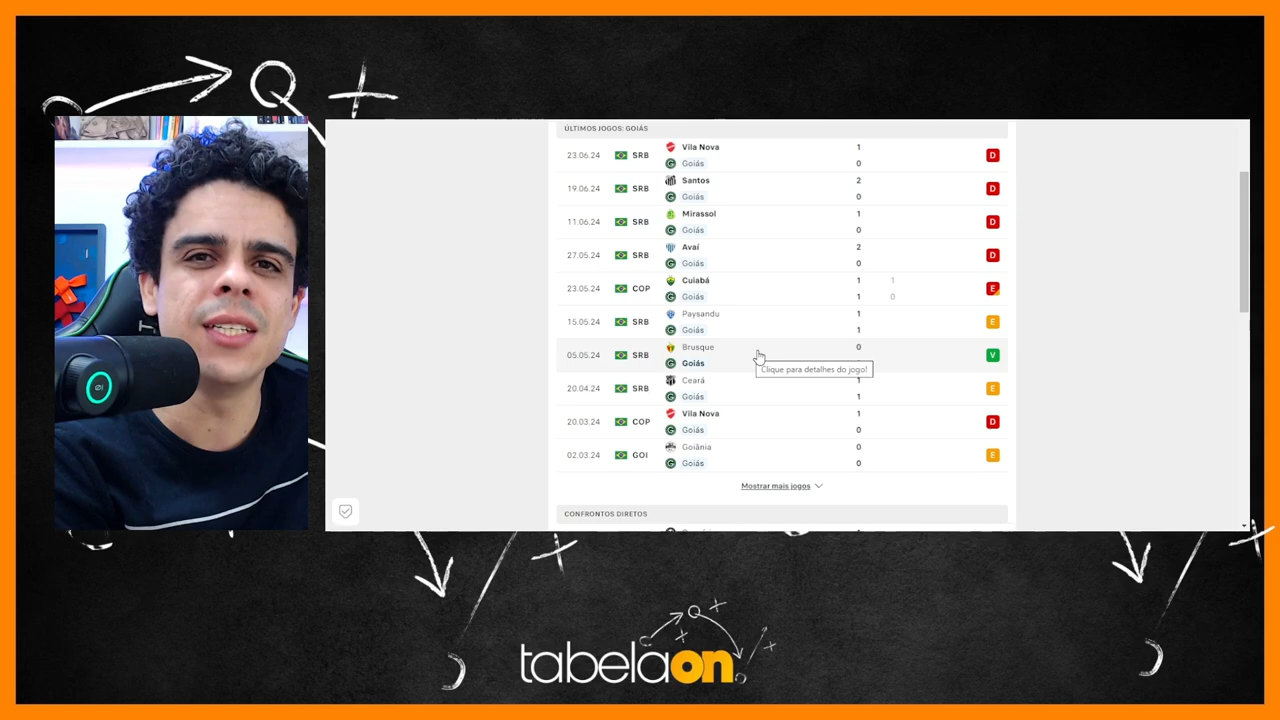 ÚLTIMOS JOGOS: GOIÁS
23.06.24 SRB Vila Nova 1 D
Goiás 0
19.06.24 SRB Santos 2 D
Goiás 0
11.06.24 SRB Mirassol 1 D
Goiás 0
27.05.24 SRB Avaí 2 D
Goiás 0
23.05.24 COP Cuiabá 1 1 E
Goiás 1 0
15.05.24 SRB Paysandu 1 E
Goiás 1
05.05.24 SRB Brusque 0 V
Goiás
Clique para detalhes do jogo!
20.04.24 SRB Ceará 1 E
Goiás 1
20.03.24 COP Vila Nova 1 D
Goiás 0
02.03.24 GOI Goiânia 0 E
Goiás 0
Mostrar mais jogos
CONFRONTOS DIRETOS
tabelaon